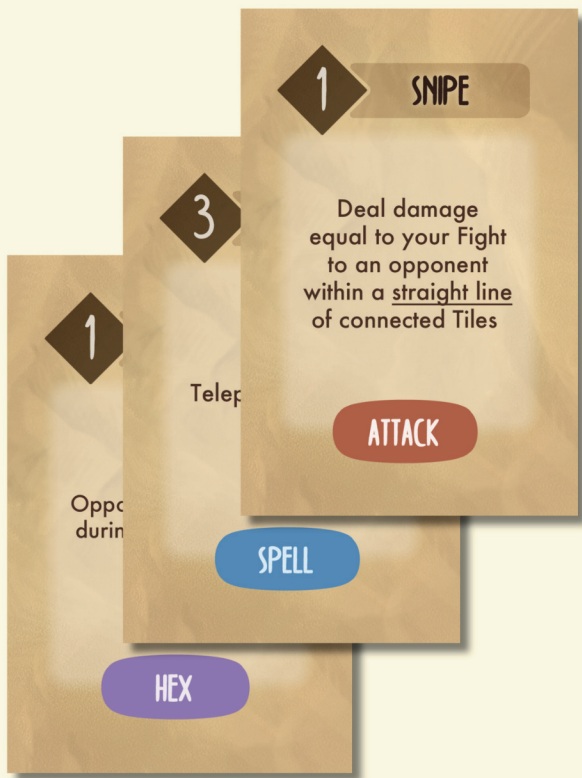 1
SNIPE
Deal damage
equal to your Fight
to an opponent
within a straight line
of connected Tiles
ATTACK
3
SPELL
1
HEX